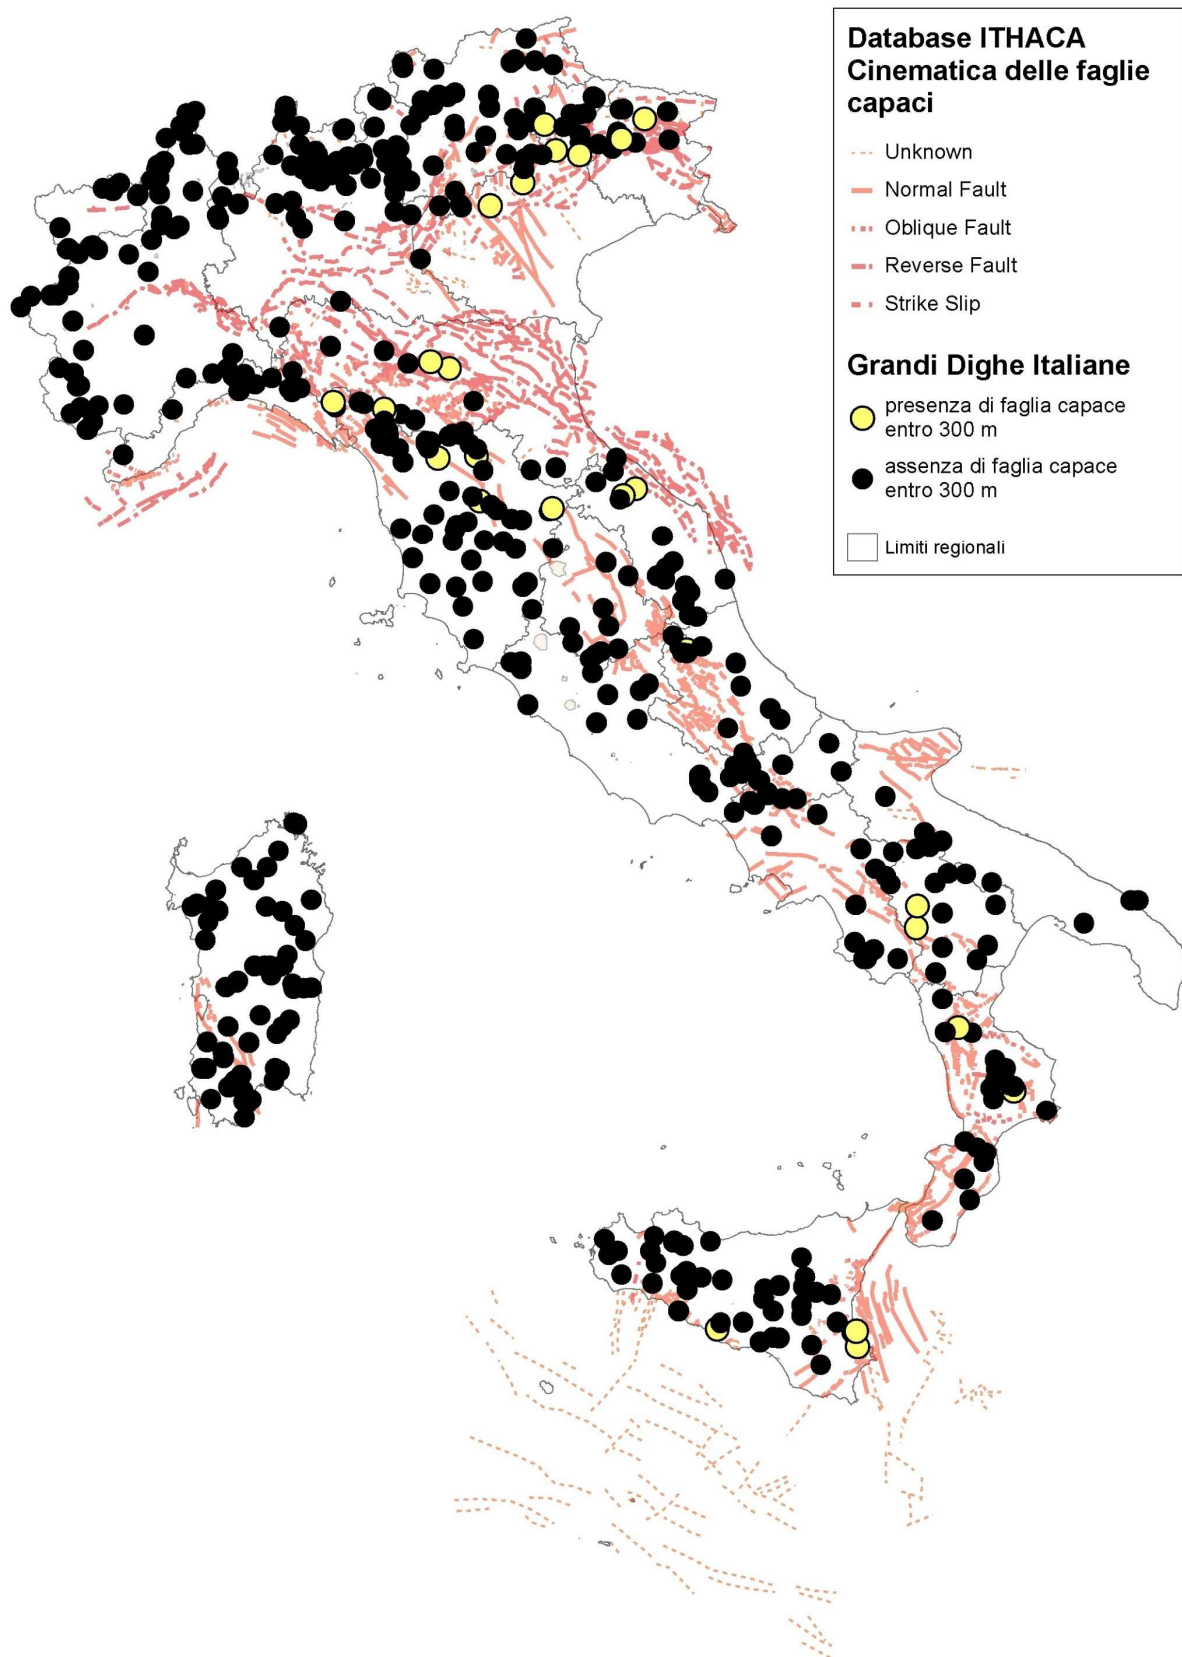 Database ITHACA
Cinematica delle faglie
capaci
Unknown
Normal Fault
Oblique Fault
Reverse Fault
Strike Slip
Grandi Dighe Italiane
presenza di faglia capace
entro 300 m
assenza di faglia capace
entro 300 m
Limiti regionali